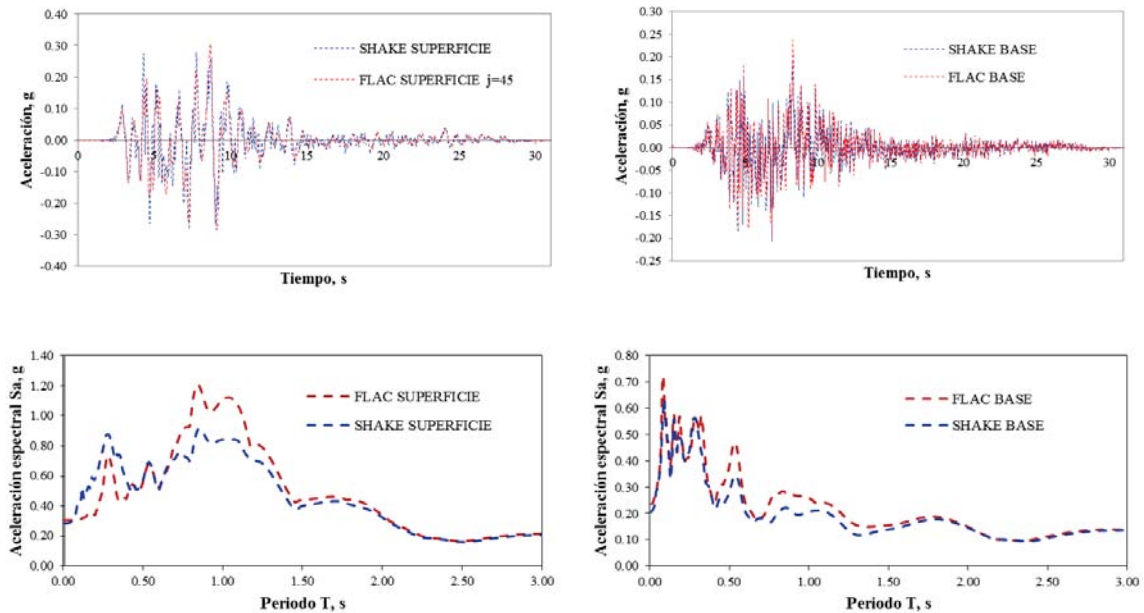 0.40
0.30
0.20
0.10
0.00
-0.10
-0.20
-0.30
-0.40
Aceleración, g
SHAKE SUPERFICIE
FLAC SUPERFICIE j=45
0 5 10 15 20 25 30
Tiempo, s
0.30
0.25
0.20
0.15
0.10
0.05
0.00
-0.05
-0.10
-0.15
-0.20
-0.25
Aceleración, g
SHAKE BASE
FLAC BASE
0 5 10 15 20 25 30
Tiempo, s
1.40
1.20
1.00
0.80
0.60
0.40
0.20
0.00
Aceleración espectral Sa, g
FLAC SUPERFICIE
SHAKE SUPERFICIE
0.00 0.50 1.00 1.50 2.00 2.50 3.00
Periodo T, s
0.80
0.70
0.60
0.50
0.40
0.30
0.20
0.10
0.00
Aceleración espectral Sa, g
FLAC BASE
SHAKE BASE
0.00 0.50 1.00 1.50 2.00 2.50 3.00
Periodo T, s